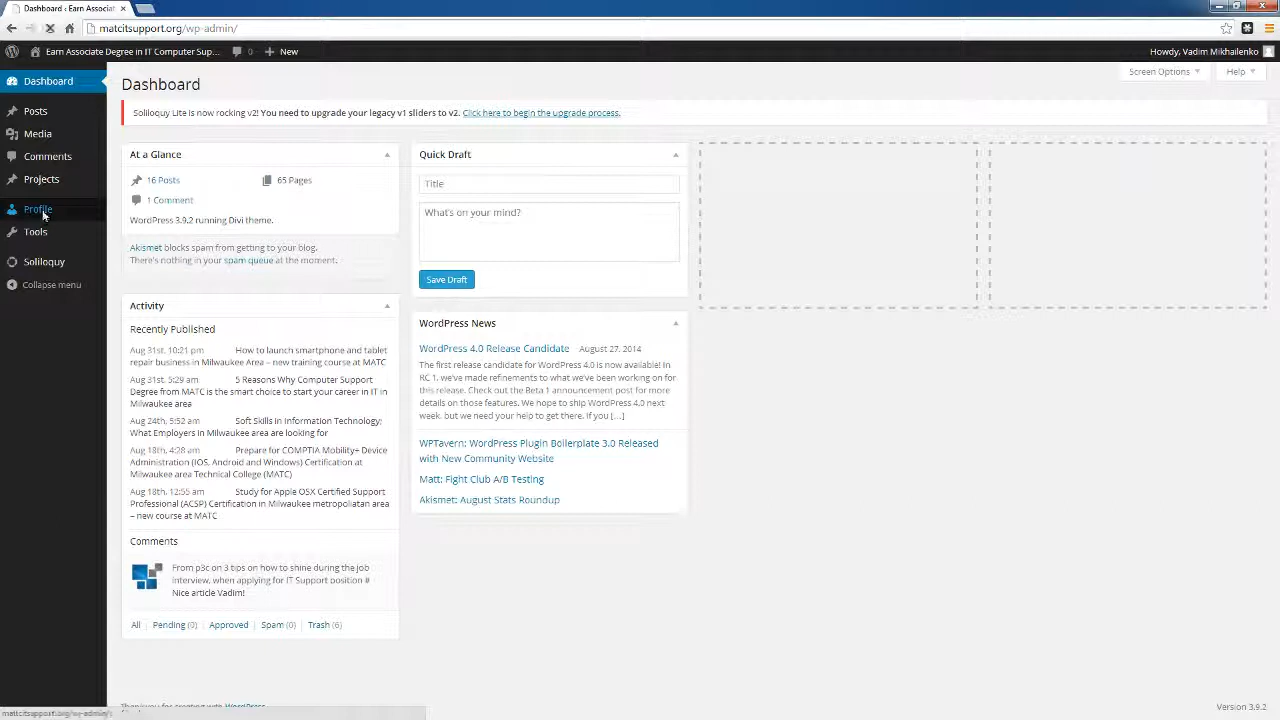 Dashboard ‹ Earn Associat
matcitsupport.org/wp-admin/
Earn Associate Degree in IT Computer Sup... 0 New
Howdy, Vadim Mikhailenko
Dashboard
Posts
Media
Comments
Projects
Profile
Tools
Soliloquy
Collapse menu
Screen Options
Help
Dashboard
Soliloquy Lite is now rocking v2! You need to upgrade your legacy v1 sliders to v2. Click here to begin the upgrade process.
At a Glance
16 Posts 65 Pages
1 Comment
WordPress 3.9.2 running Divi theme.
Akismet blocks spam from getting to your blog.
There's nothing in your spam queue at the moment.
Activity
Recently Published
Aug 31st, 10:21 pm How to launch smartphone and tablet
repair business in Milwaukee Area – new training course at MATC
Aug 31st, 5:29 am 5 Reasons Why Computer Support
Degree from MATC is the smart choice to start your career in IT in
Milwaukee area
Aug 24th, 5:52 am Soft Skills in Information Technology;
What Employers in Milwaukee area are looking for
Aug 18th, 4:28 am Prepare for COMPTIA Mobility+ Device
Administration (IOS, Android and Windows) Certification at
Milwaukee area Technical College (MATC)
Aug 18th, 12:55 am Study for Apple OSX Certified Support
Professional (ACSP) Certification in Milwaukee metropoliatan area
– new course at MATC
Comments
From p3c on 3 tips on how to shine during the job
interview, when applying for IT Support position #
Nice article Vadim!
All | Pending (0) | Approved | Spam (0) | Trash (6)
Quick Draft
Title
What's on your mind?
Save Draft
WordPress News
WordPress 4.0 Release Candidate August 27, 2014
The first release candidate for WordPress 4.0 is now available! In
RC 1, we've made refinements to what we've been working on for
this release. Check out the Beta 1 announcement post for more
details on those features. We hope to ship WordPress 4.0 next
week, but we need your help to get there. If you […]
WPTavern: WordPress Plugin Boilerplate 3.0 Released
with New Community Website
Matt: Fight Club A/B Testing
Akismet: August Stats Roundup
Thank you for creating with WordPress.
Version 3.9.2